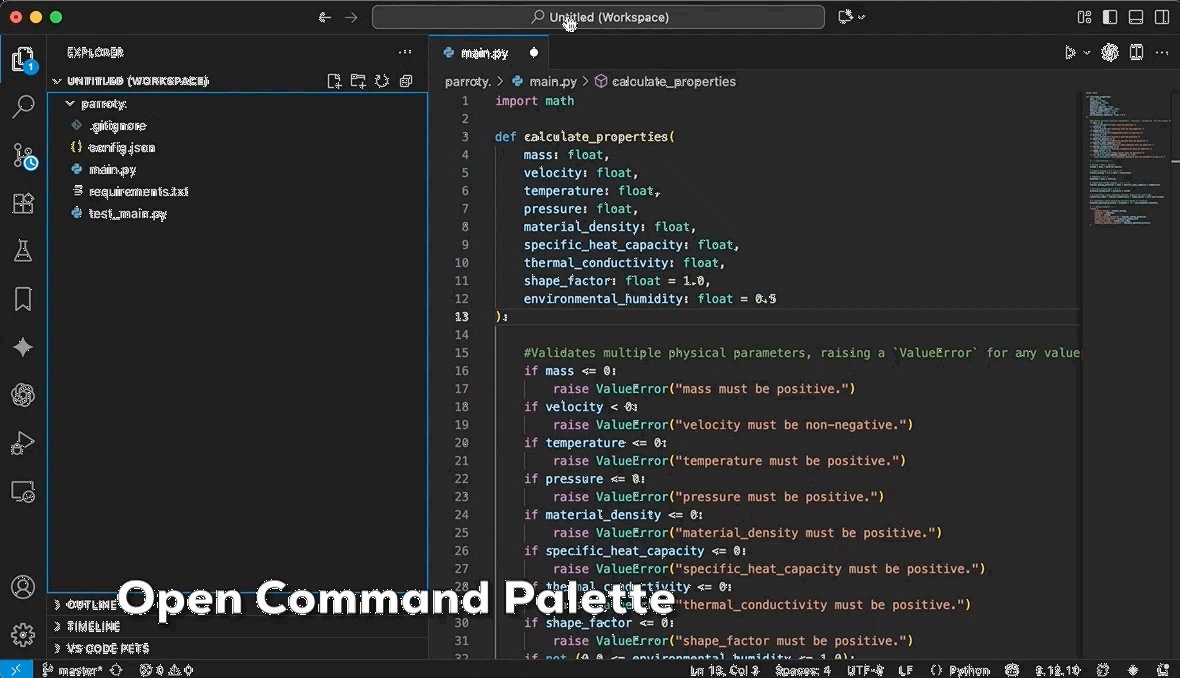 Untitled (Workspace)
EXPLORER
UNTITLED (WORKSPACE)
parroty.
.gitignore
config.json
main.py
requirements.txt
test_main.py
OUTLINE
TIMELINE
VS CODE PETS
main.py
parroty. > main.py > calculate_properties
1 import math
2
3 def calculate_properties(
4 mass: float,
5 velocity: float,
6 temperature: float,
7 pressure: float,
8 material_density: float,
9 specific_heat_capacity: float,
10 thermal_conductivity: float,
11 shape_factor: float = 1.0,
12 environmental_humidity: float = 0.5
13 ):
14
15 #Validates multiple physical parameters, raising a `ValueError` for any value
16 if mass <= 0:
17 raise ValueError("mass must be positive.")
18 if velocity < 0:
19 raise ValueError("velocity must be non-negative.")
20 if temperature <= 0:
21 raise ValueError("temperature must be positive.")
22 if pressure <= 0:
23 raise ValueError("pressure must be positive.")
24 if material_density <= 0:
25 raise ValueError("material_density must be positive.")
26 if specific_heat_capacity <= 0:
27 raise ValueError("specific_heat_capacity must be positive.")
28 if thermal_conductivity <= 0:
"thermal_conductivity must be positive.")
30 if shape_factor <= 0:
31 raise ValueError("shape_factor must be positive.")
32 if not (0.0 <= environmental_humidity <= 1.0):
Open Command Palette
master* 0 0
Ln 13, Col 3 Spaces: 4 UTF-8 LF Python 3.12.10